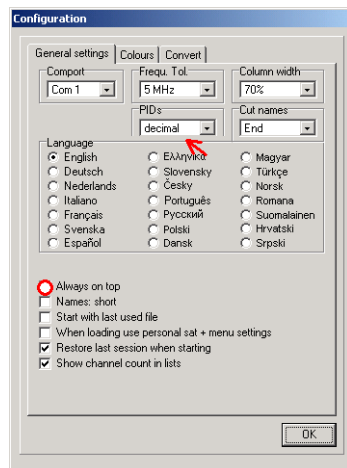 Configuration
General settings Colours Convert
Comport Frequ. Tol. Column width
Com 1 5 MHz 70%
PIDs Cut names
decimal End
Language
English Ελληνικα Magyar
Deutsch Slovensky Türkçe
Nederlands Česky Norsk
Italiano Português Romana
Français Русский Suomalainen
Svenska Polski Hrvatski
Español Dansk Srpski
Always on top
Names: short
Start with last used file
When loading use personal sat + menu settings
Restore last session when starting
Show channel count in lists
OK